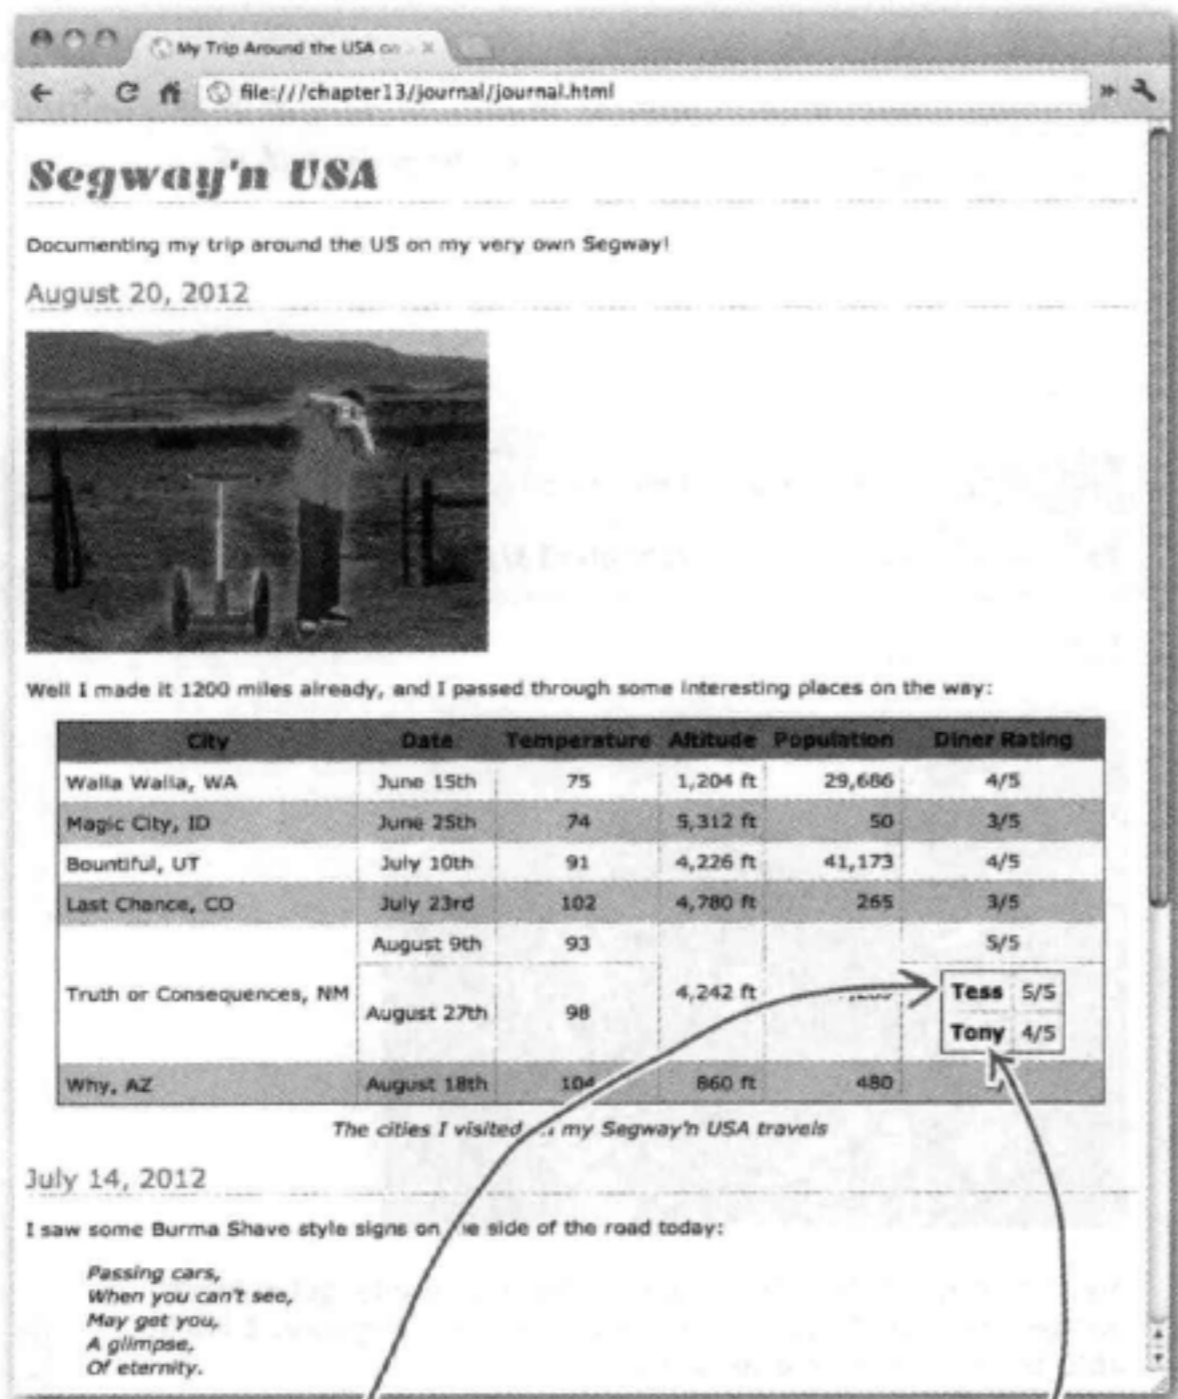 My Trip Around the USA on
file:///chapter13/journal/journal.html
Segway'n USA
Documenting my trip around the US on my very own Segway!
August 20, 2012
Well I made it 1200 miles already, and I passed through some interesting places on the way:
City Date Temperature Altitude Population Diner Rating
Walla Walla, WA June 15th 75 1,204 ft 29,686 4/5
Magic City, ID June 25th 74 5,312 ft 50 3/5
Bountiful, UT July 10th 91 4,226 ft 41,173 4/5
Last Chance, CO July 23rd 102 4,780 ft 265 3/5
August 9th 93 5/5
Truth or Consequences, NM 4,242 ft
August 27th 98
Tess 5/5
Tony 4/5
Why, AZ August 18th 104 860 ft 480
The cities I visited my Segway'n USA travels
July 14, 2012
I saw some Burma Shave style signs on side of the road today:
Passing cars,
When you can't see,
May get you,
A glimpse,
Of eternity.